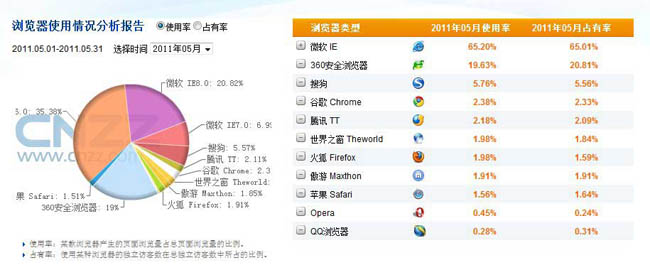 浏览器使用情况分析报告 使用率 占有率
2011.05.01-2011.05.31 选择时间 2011年05月
微软 IE8.0: 20.82%
5.0: 35.38%
微软 IE7.0: 6.9
搜狗: 5.57%
腾讯 TT: 2.11%
谷歌 Chrome: 2.3
世界之窗 Theworld:
果 Safari: 1.51%
傲游 Maxthon: 1.85%
360安全浏览器: 19%
火狐 Firefox: 1.91%
CNZZ
www.cnzz.com
使用率: 某款浏览器产生的页面浏览量占总页面浏览量的比例。
占有率: 使用某种浏览器的独立访客数在总独立访客数中所占的比例。
浏览器类型 2011年05月使用率 2011年05月占有率
微软 IE 65.20% 65.01%
360安全浏览器 19.63% 20.81%
搜狗 5.76% 5.56%
谷歌 Chrome 2.38% 2.33%
腾讯 TT 2.18% 2.09%
世界之窗 Theworld 1.98% 1.84%
火狐 Firefox 1.98% 1.59%
傲游 Maxthon 1.91% 1.91%
苹果 Safari 1.56% 1.64%
Opera 0.45% 0.24%
QQ浏览器 0.28% 0.31%